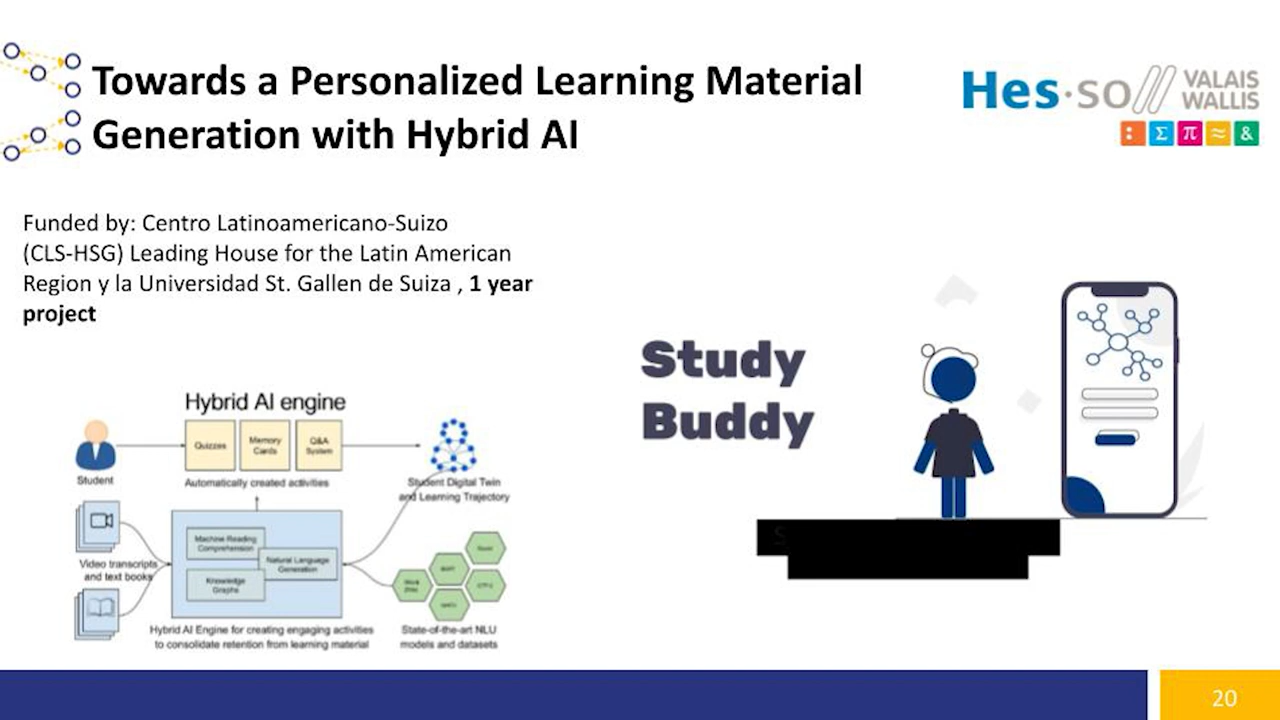 Towards a Personalized Learning Material
Generation with Hybrid AI
Hes·so VALAIS
WALLIS
: Σ π ≈ &
Funded by: Centro Latinoamericano-Suizo
(CLS-HSG) Leading House for the Latin American
Region y la Universidad St. Gallen de Suiza , 1 year
project
Study
Buddy
Hybrid AI engine
Quizzes
Memory
Cards
Q&A
System
Student
Automatically created activities
Student Digital Twin
and Learning Trajectory
Machine Reading
Comprehension
Natural Language
Generation
Knowledge
Graphs
Video transcripts
and text books
Hybrid AI Engine for creating engaging activities
to consolidate retention from learning material
State-of-the-art NLU
models and datasets
20